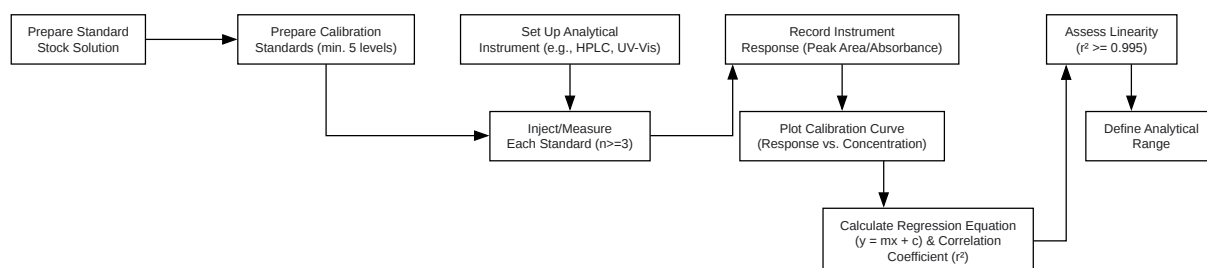 Prepare Standard
Stock Solution
Prepare Calibration
Standards (min. 5 levels)
Set Up Analytical
Instrument (e.g., HPLC, UV-Vis)
Inject/Measure
Each Standard (n>=3)
Record Instrument
Response (Peak Area/Absorbance)
Plot Calibration Curve
(Response vs. Concentration)
Calculate Regression Equation
(y = mx + c) & Correlation
Coefficient (r²)
Assess Linearity
(r² >= 0.995)
Define Analytical
Range